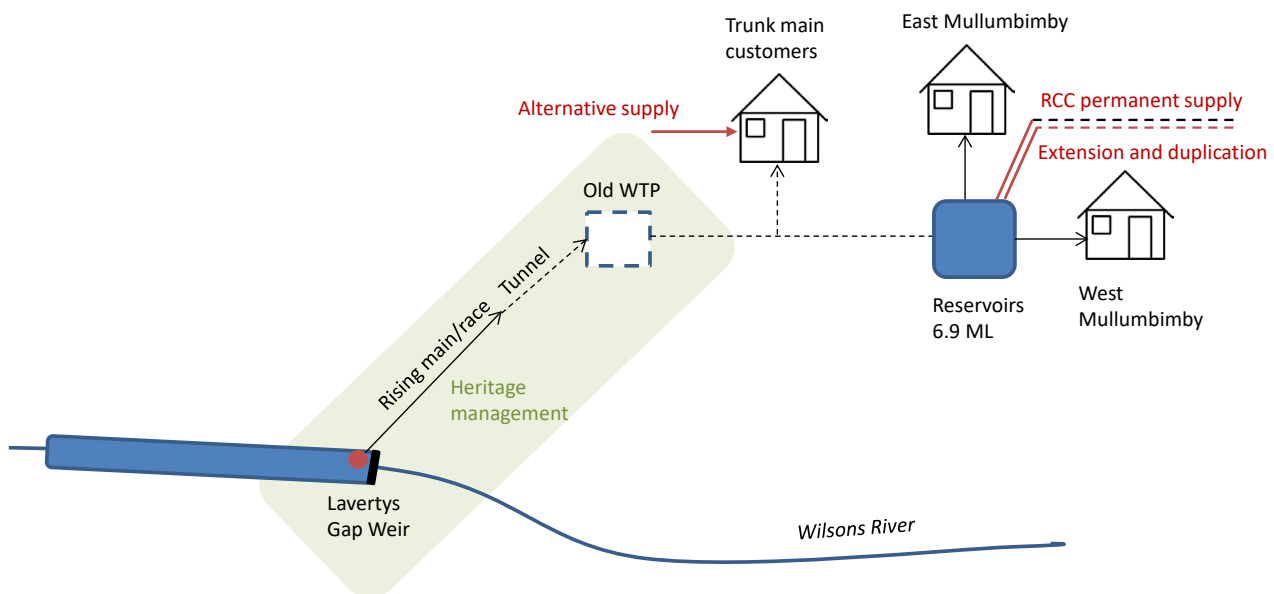 East Mullumbimby
Trunk main
customers
RCC permanent supply
Alternative supply
Extension and duplication
Old WTP
Tunnel
Rising main/race
Reservoirs
6.9 ML
West
Mullumbimby
Heritage
management
Lavertys
Gap Weir
Wilsons River